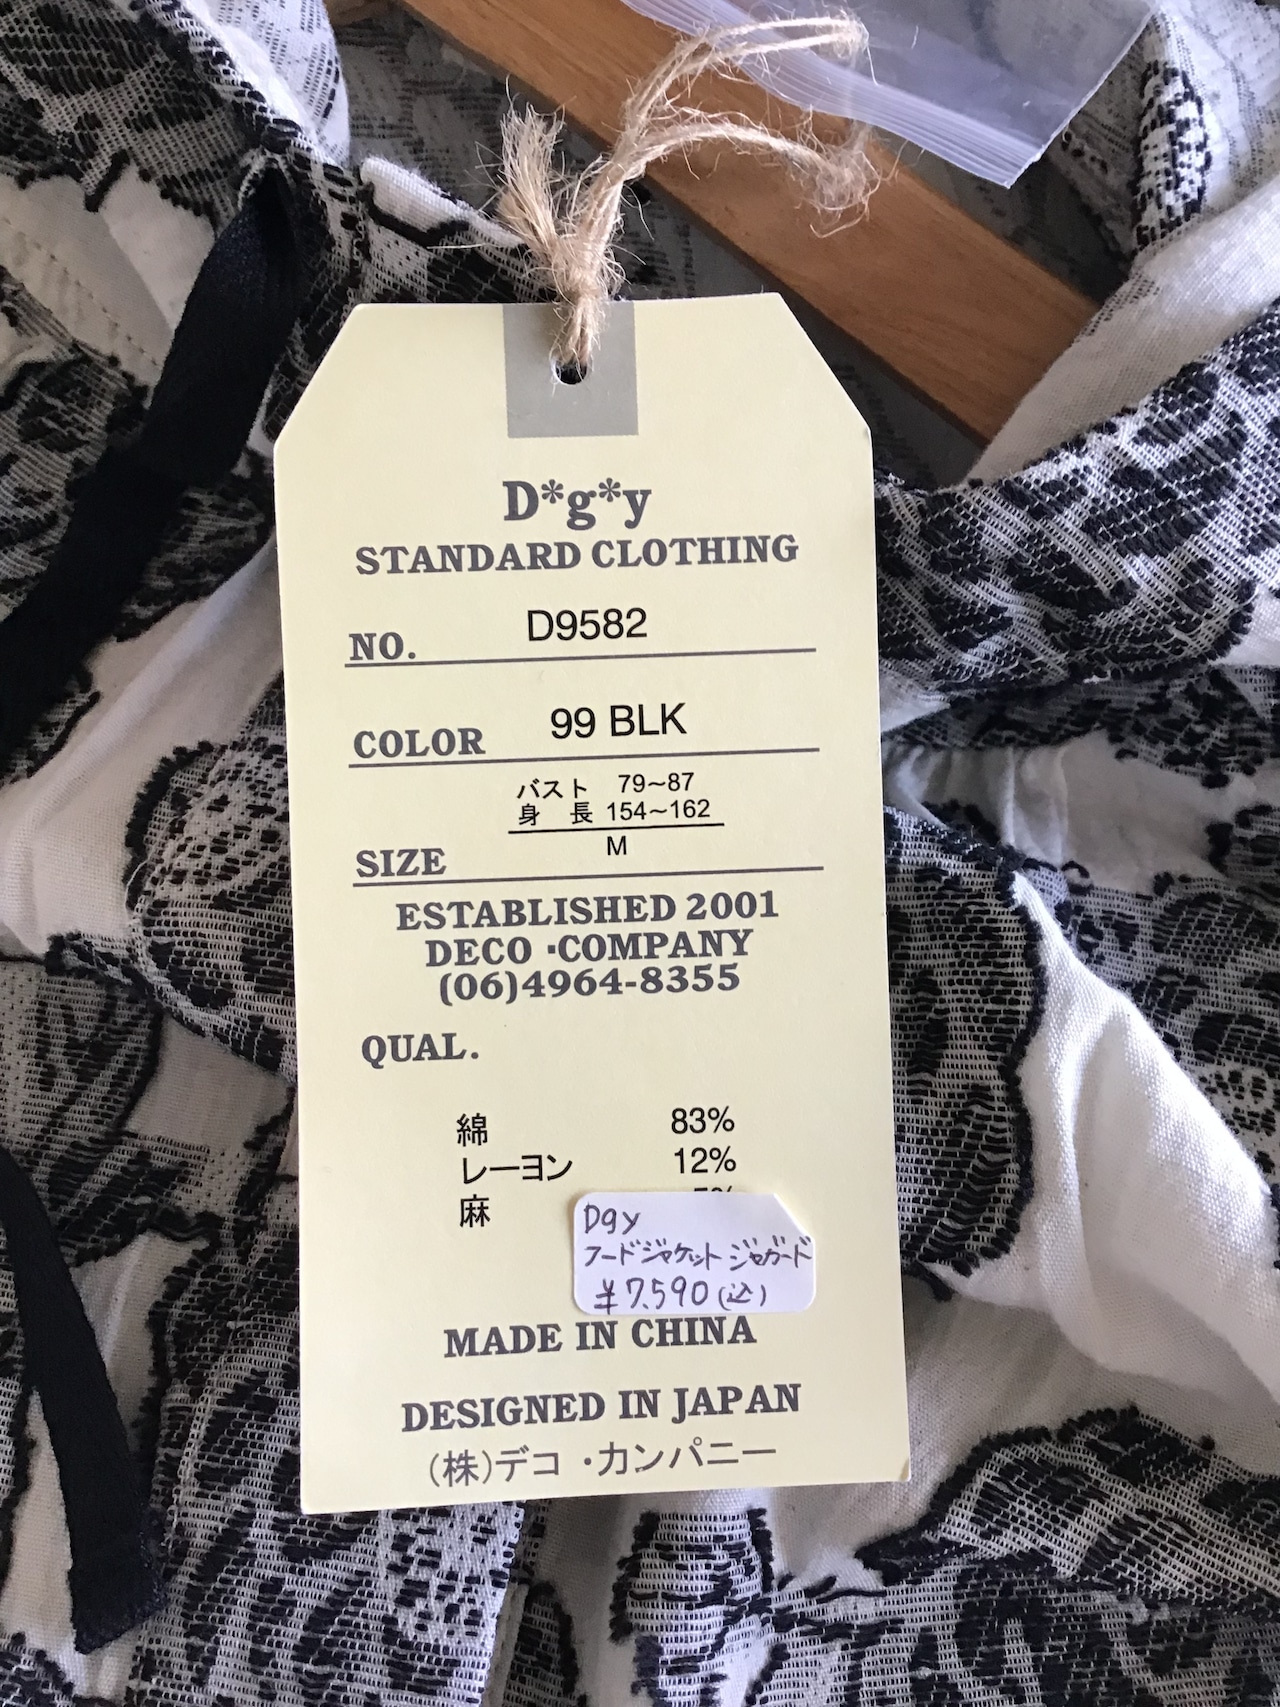 D*g*y
STANDARD CLOTHING
NO. D9582
COLOR 99 BLK
バスト 79~87
身 長 154~162
SIZE M
ESTABLISHED 2001
DECO・COMPANY
(06)4964-8355
QUAL.
綿 83%
レーヨン 12%
麻
Dgy
フードジャケット ジャガード
¥7.590(込)
MADE IN CHINA
DESIGNED IN JAPAN
(株)デコ・カンパニー